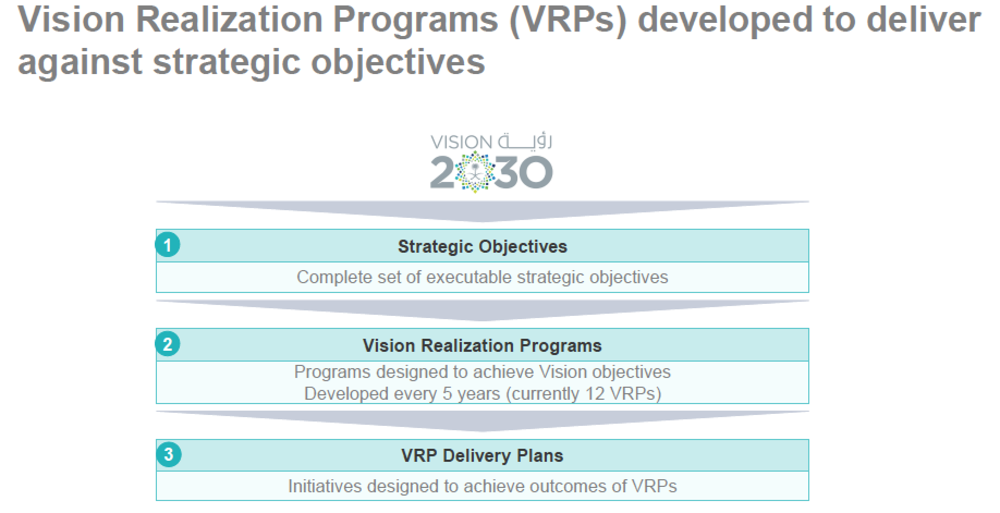 Vision Realization Programs (VRPs) developed to deliver
against strategic objectives
VISION رؤيـــة
2030
1 Strategic Objectives
Complete set of executable strategic objectives
2 Vision Realization Programs
Programs designed to achieve Vision objectives
Developed every 5 years (currently 12 VRPs)
3 VRP Delivery Plans
Initiatives designed to achieve outcomes of VRPs